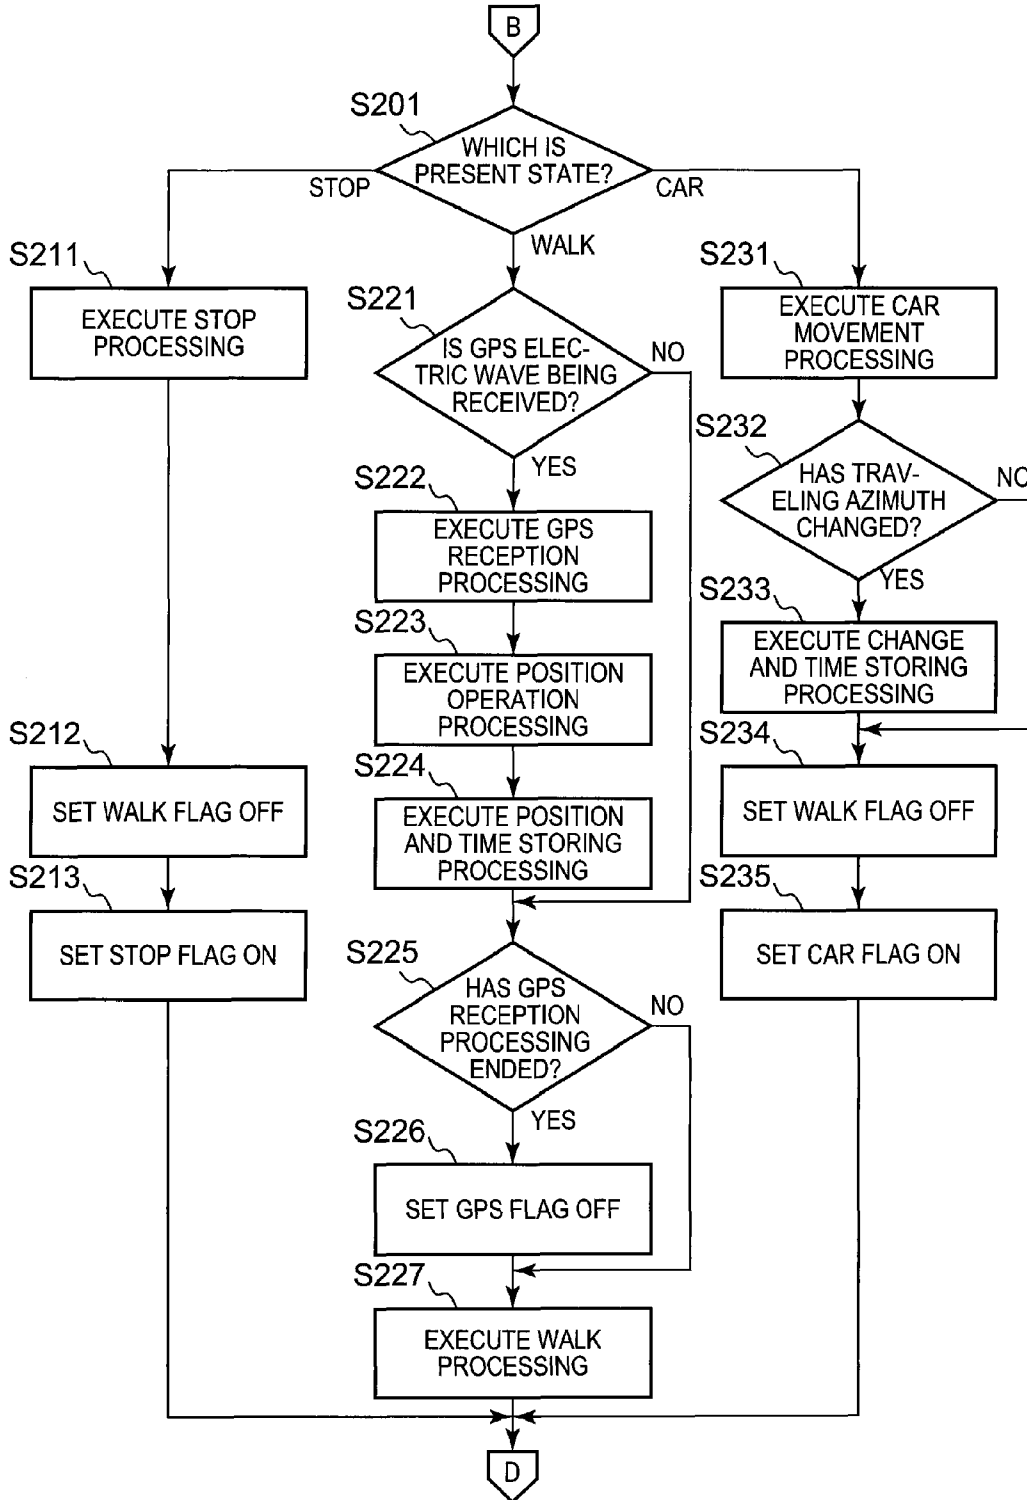 B
S201
WHICH IS
PRESENT STATE?
STOP
CAR
WALK
S211
EXECUTE STOP
PROCESSING
S221
IS GPS ELEC-
TRIC WAVE BEING
RECEIVED?
NO
YES
S231
EXECUTE CAR
MOVEMENT
PROCESSING
S232
HAS TRAV-
ELING AZIMUTH
CHANGED?
NO
YES
S222
EXECUTE GPS
RECEPTION
PROCESSING
S223
EXECUTE POSITION
OPERATION
PROCESSING
S233
EXECUTE CHANGE
AND TIME STORING
PROCESSING
S212
SET WALK FLAG OFF
S224
EXECUTE POSITION
AND TIME STORING
PROCESSING
S234
SET WALK FLAG OFF
S213
SET STOP FLAG ON
S235
SET CAR FLAG ON
S225
HAS GPS
RECEPTION
PROCESSING
ENDED?
NO
YES
S226
SET GPS FLAG OFF
S227
EXECUTE WALK
PROCESSING
D